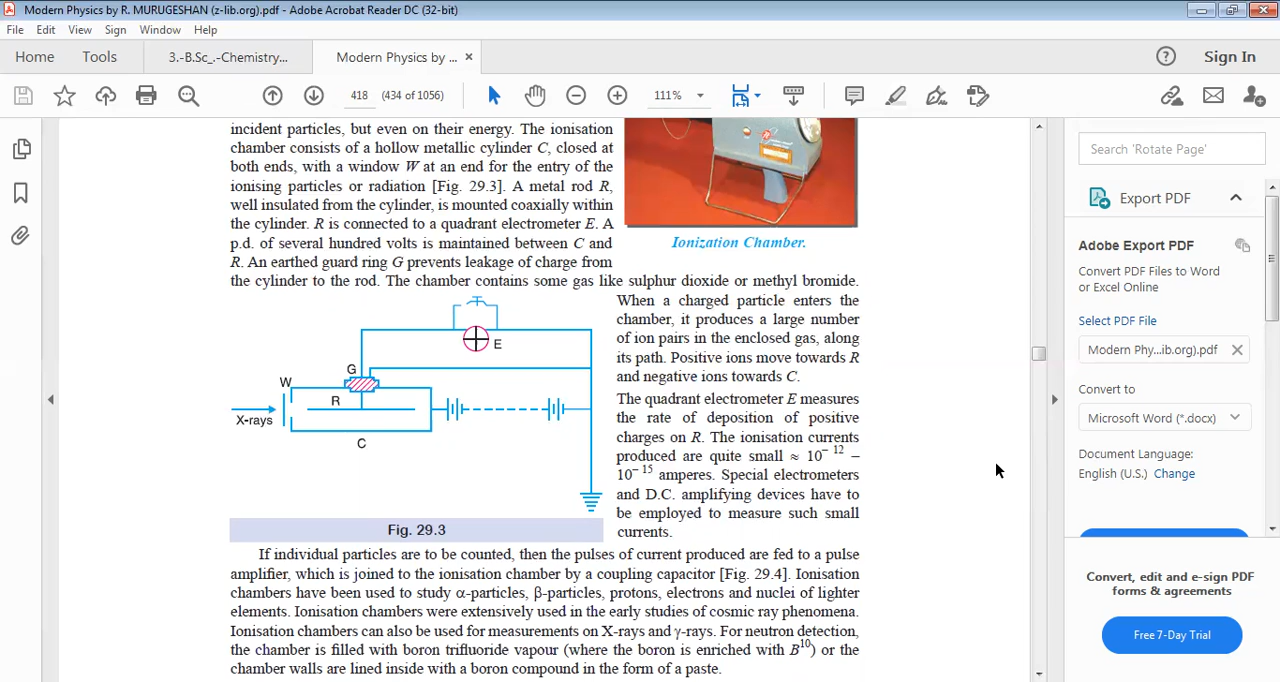 Modern Physics by R. MURUGESHAN (z-lib.org).pdf - Adobe Acrobat Reader DC (32-bit)
File Edit View Sign Window Help
Home Tools 3.-B.Sc_.-Chemistry... Modern Physics by ... × ? Sign In
418 (434 of 1056) 111%
incident particles, but even on their energy. The ionisation
chamber consists of a hollow metallic cylinder C, closed at
both ends, with a window W at an end for the entry of the
ionising particles or radiation [Fig. 29.3]. A metal rod R,
well insulated from the cylinder, is mounted coaxially within
the cylinder. R is connected to a quadrant electrometer E. A
p.d. of several hundred volts is maintained between C and
R. An earthed guard ring G prevents leakage of charge from
the cylinder to the rod. The chamber contains some gas like sulphur dioxide or methyl bromide.
Ionization Chamber.
When a charged particle enters the
chamber, it produces a large number
of ion pairs in the enclosed gas, along
its path. Positive ions move towards R
and negative ions towards C.
The quadrant electrometer E measures
the rate of deposition of positive
charges on R. The ionisation currents
produced are quite small ≈ 10⁻¹² –
10⁻¹⁵ amperes. Special electrometers
and D.C. amplifying devices have to
be employed to measure such small
currents.
E
G
W
R
X-rays
C
Fig. 29.3
If individual particles are to be counted, then the pulses of current produced are fed to a pulse
amplifier, which is joined to the ionisation chamber by a coupling capacitor [Fig. 29.4]. Ionisation
chambers have been used to study α-particles, β-particles, protons, electrons and nuclei of lighter
elements. Ionisation chambers were extensively used in the early studies of cosmic ray phenomena.
Ionisation chambers can also be used for measurements on X-rays and γ-rays. For neutron detection,
the chamber is filled with boron trifluoride vapour (where the boron is enriched with B¹⁰) or the
chamber walls are lined inside with a boron compound in the form of a paste.
Search 'Rotate Page'
Export PDF
Adobe Export PDF
Convert PDF Files to Word
or Excel Online
Select PDF File
Modern Phy...ib.org).pdf ×
Convert to
Microsoft Word (*.docx)
Document Language:
English (U.S.) Change
Convert, edit and e-sign PDF
forms & agreements
Free 7-Day Trial